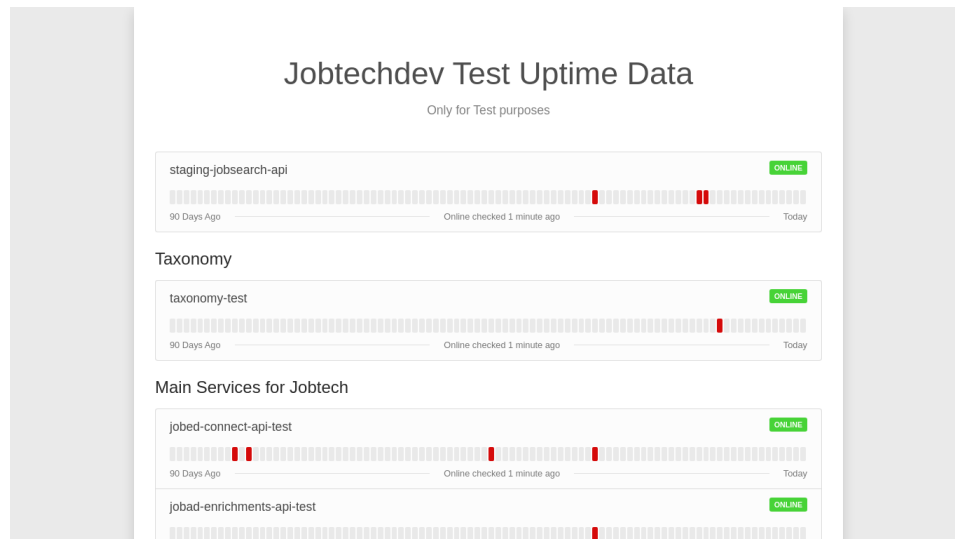 Jobtechdev Test Uptime Data
Only for Test purposes
staging-jobsearch-api ONLINE
90 Days Ago Online checked 1 minute ago Today
Taxonomy
taxonomy-test ONLINE
90 Days Ago Online checked 1 minute ago Today
Main Services for Jobtech
jobed-connect-api-test ONLINE
90 Days Ago Online checked 1 minute ago Today
jobad-enrichments-api-test ONLINE